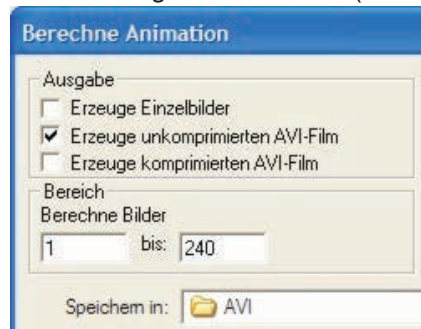 Berechne Animation
Ausgabe
Erzeuge Einzelbilder
Erzeuge unkomprimierten AVI-Film
Erzeuge komprimierten AVI-Film
Bereich
Berechne Bilder
1 bis: 240
Speichern in: AVI